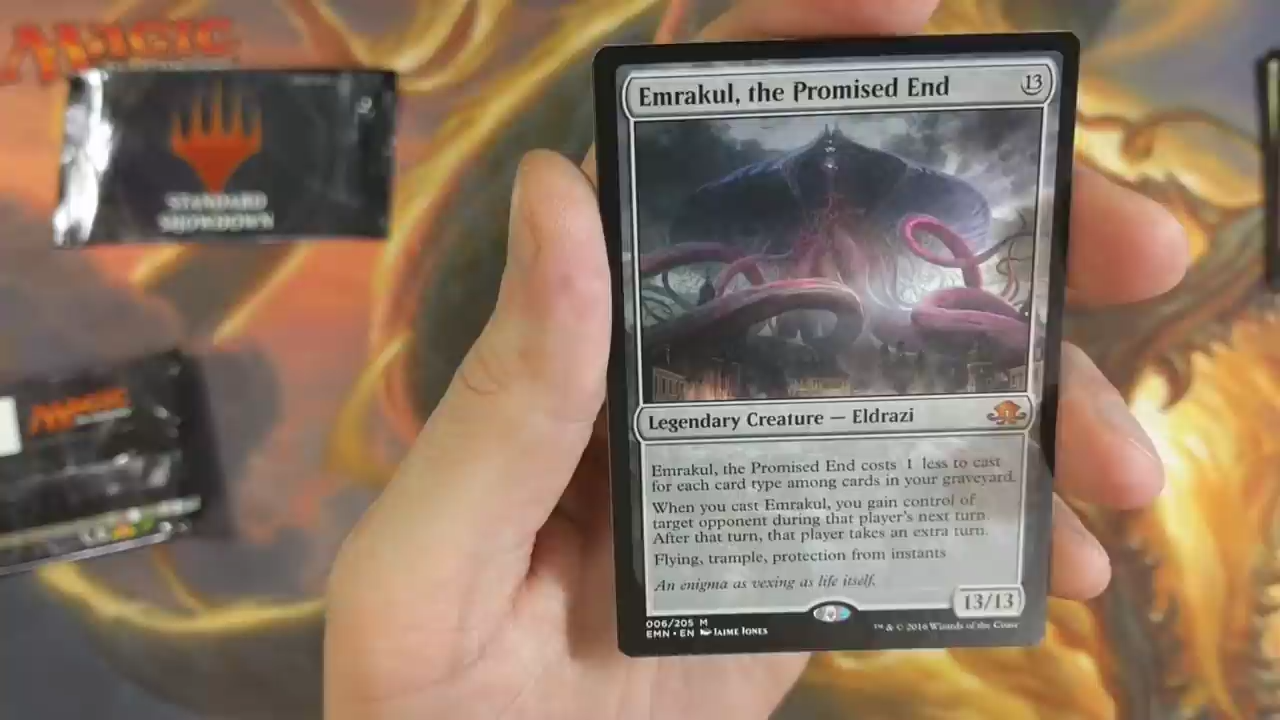 MAGIC
STANDARD
SHOWDOWN
MAGIC
Emrakul, the Promised End 13
Legendary Creature — Eldrazi
Emrakul, the Promised End costs 1 less to cast
for each card type among cards in your graveyard.
When you cast Emrakul, you gain control of
target opponent during that player's next turn.
After that turn, that player takes an extra turn.
Flying, trample, protection from instants
An enigma as vexing as life itself.
13/13
006/205 M
EMN • EN JAIME JONES
™ & © 2016 Wizards of the Coast